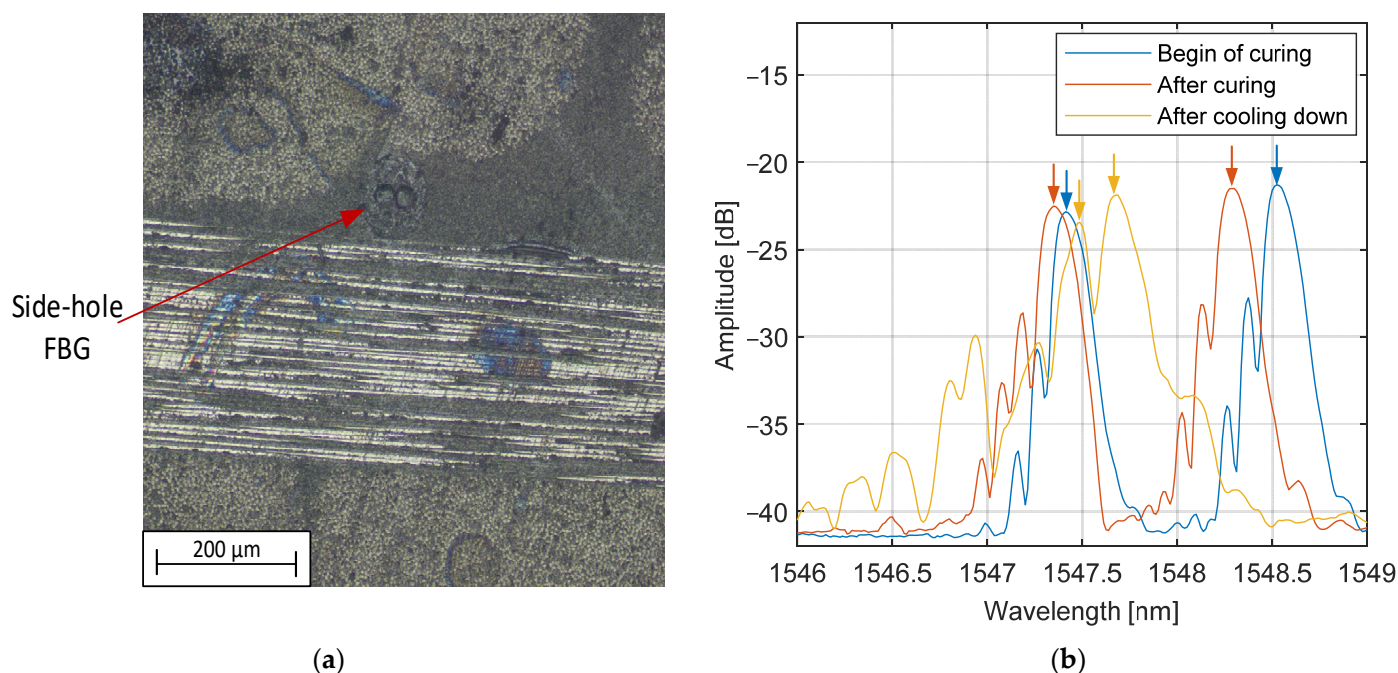 Side-hole
FBG
200 µm
(a)
Begin of curing
After curing
After cooling down
−15
−20
−25
−30
−35
−40
Amplitude [dB]
1546
1546.5
1547
1547.5
1548
1548.5
1549
Wavelength [nm]
(b)